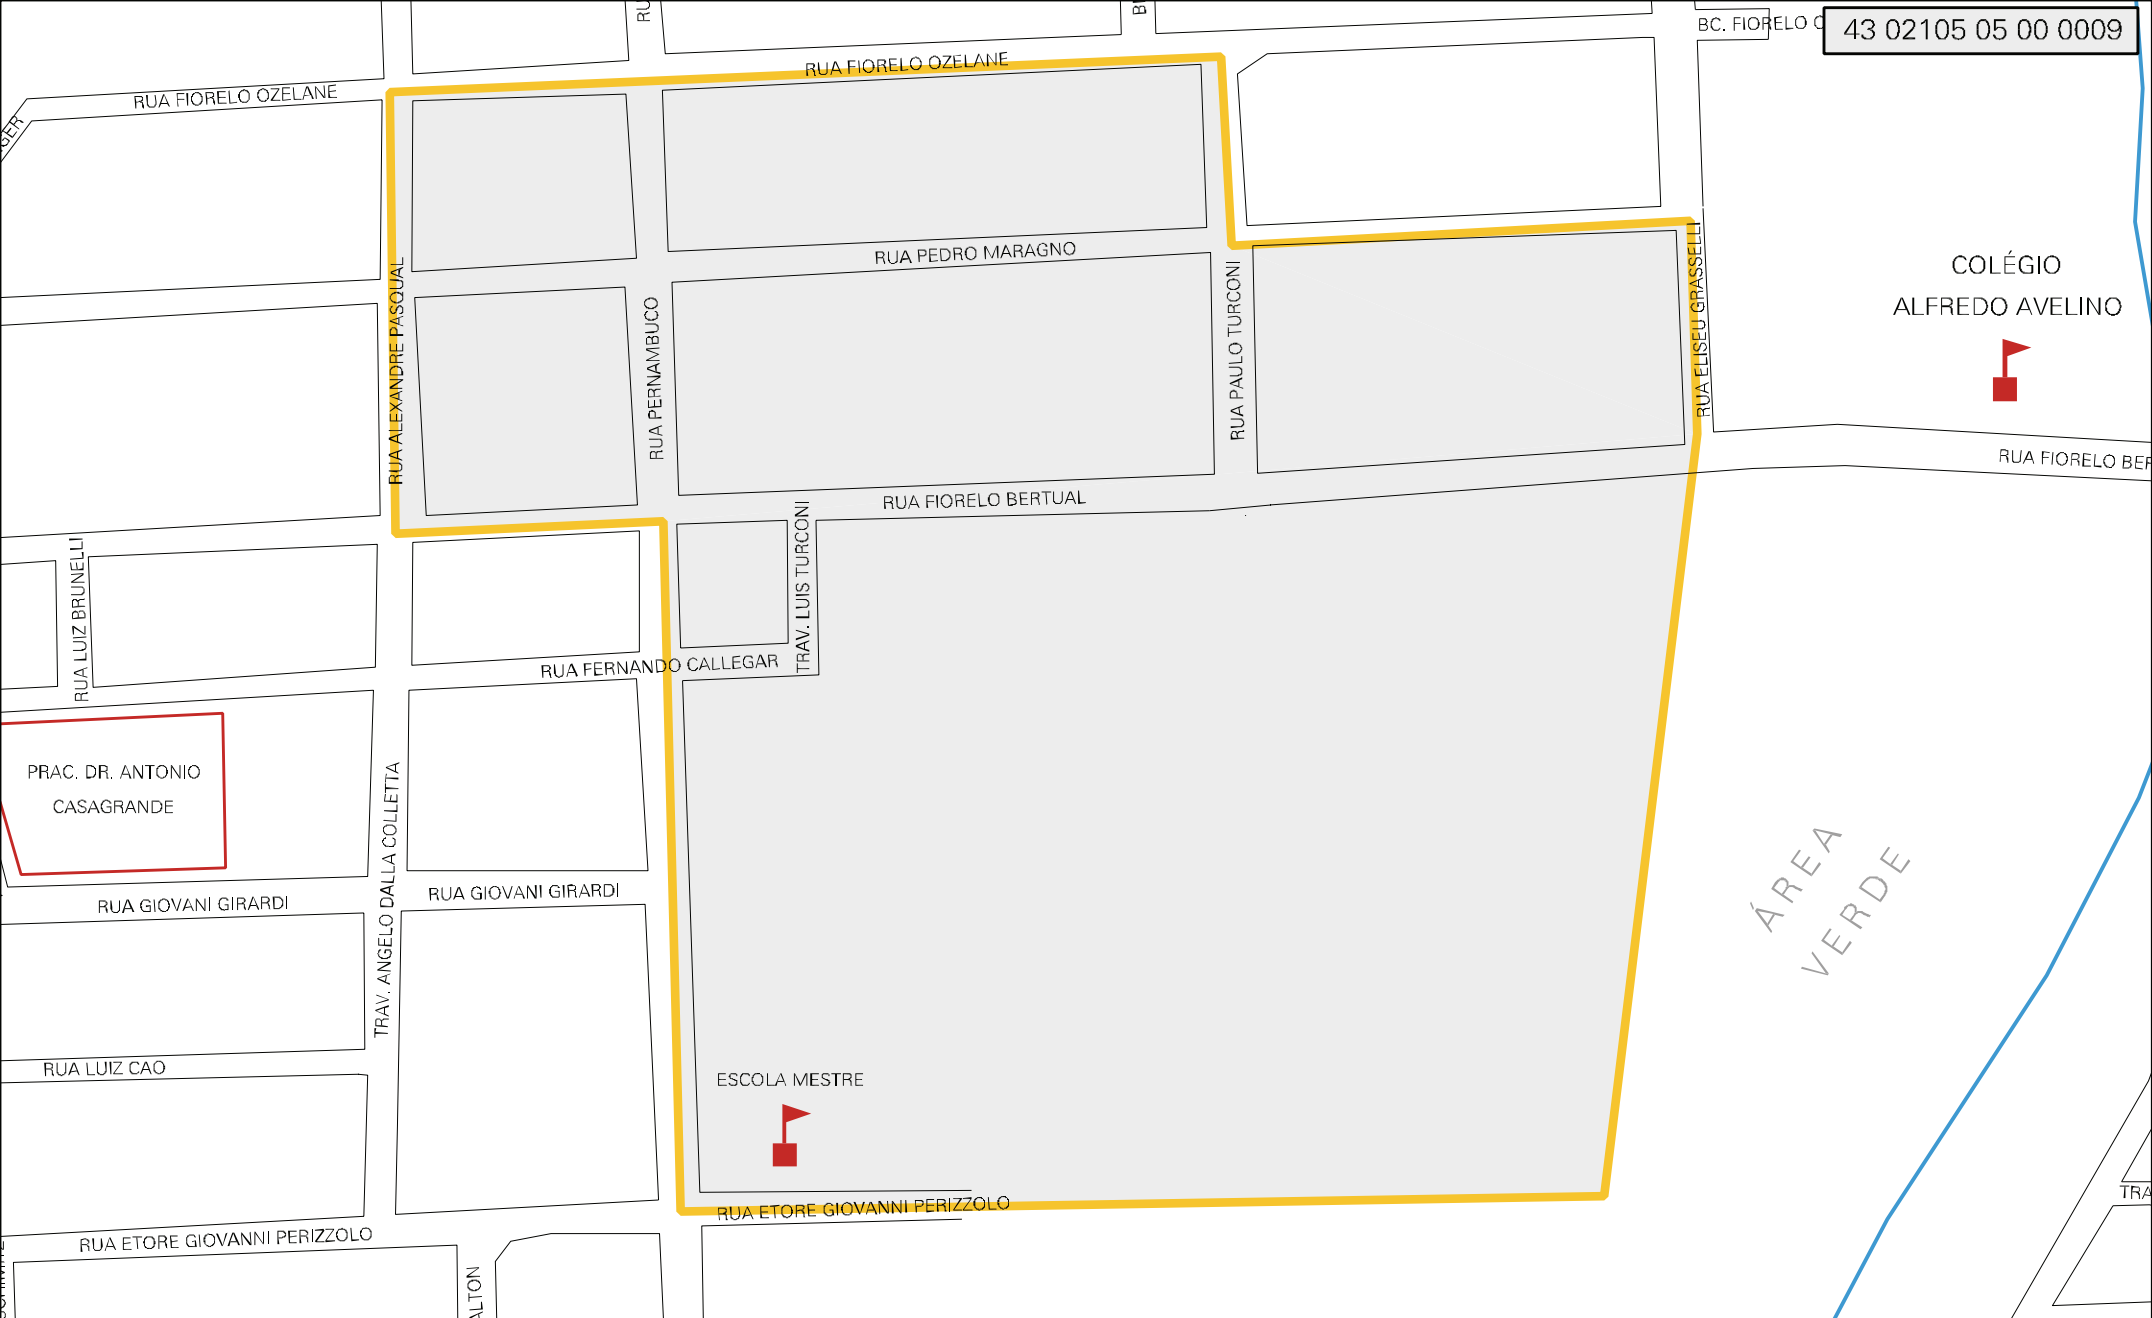 BC. FIORELO
43 02105 05 00 0009
RUA FIORELO OZELANE
RUA FIORELO OZELANE
RUA PEDRO MARAGNO
COLÉGIO
ALFREDO AVELINO
RUA ALEXANDRE PASQUAL
RUA PERNAMBUCO
RUA PAULO TURCONI
RUA ELISEU GRASSELLI
RUA FIORELO
RUA FIORELO BERTUAL
TRAV. LUIS TURCONI
RUA LUIZ BRUNELLI
RUA FERNANDO CALLEGAR
PRAC. DR. ANTONIO
CASAGRANDE
TRAV. ANGELO DALLA COLLETTA
RUA GIOVANI GIRARDI
RUA GIOVANI GIRARDI
ÁREA
VERDE
RUA LUIZ CAO
ESCOLA MESTRE
RUA ETORE GIOVANNI PERIZZOLO
RUA ETORE GIOVANNI PERIZZOLO